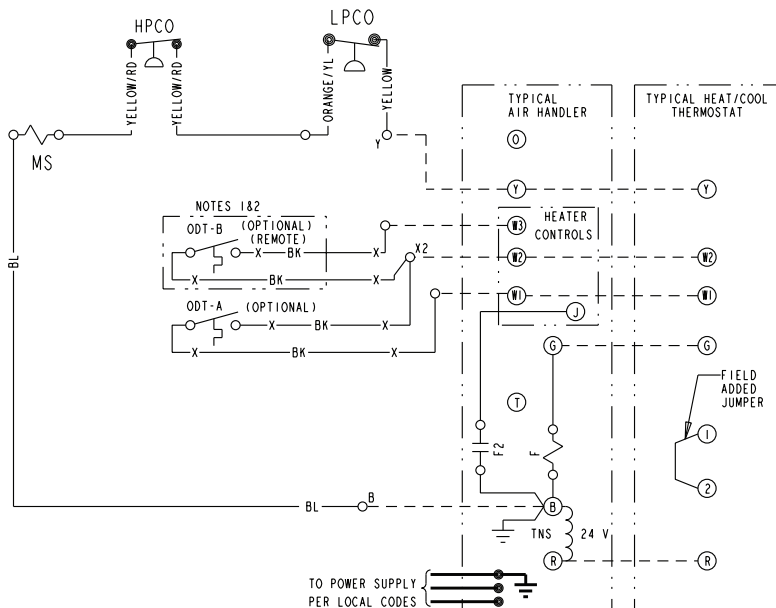 HPCO
LPCO
YELLOW/RD
YELLOW/RD
ORANGE/YL
YELLOW
MS
Y
TYPICAL
AIR HANDLER
TYPICAL HEAT/COOL
THERMOSTAT
O
Y
Y
NOTES 1&2
ODT-B
(OPTIONAL)
(REMOTE)
X
BK
X
X
BK
X
X2
W3
HEATER
CONTROLS
W2
W2
BL
ODT-A
(OPTIONAL)
X
BK
X
X
BK
X
W1
W1
J
G
G
FIELD
ADDED
JUMPER
T
1
F2
F
2
BL
B
B
TNS
24 V
R
R
TO POWER SUPPLY
PER LOCAL CODES